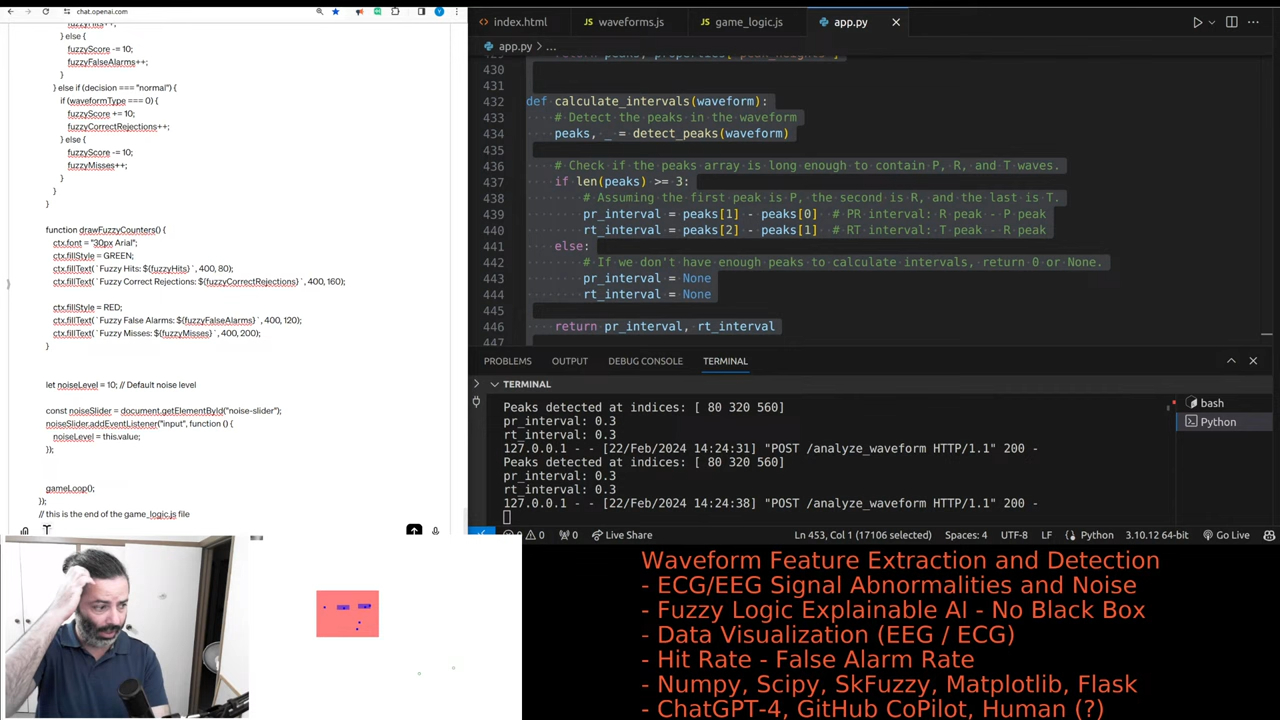 chat.openai.com
fuzzyHits++;
} else {
fuzzyScore -= 10;
fuzzyFalseAlarms++;
}
} else if (decision === "normal") {
if (waveformType === 0) {
fuzzyScore += 10;
fuzzyCorrectRejections++;
} else {
fuzzyScore -= 10;
fuzzyMisses++;
}
}
}
function drawFuzzyCounters() {
ctx.font = "30px Arial";
ctx.fillStyle = GREEN;
ctx.fillText(`Fuzzy Hits: ${fuzzyHits}`, 400, 80);
ctx.fillText(`Fuzzy Correct Rejections: ${fuzzyCorrectRejections}`, 400, 160);
ctx.fillStyle = RED;
ctx.fillText(`Fuzzy False Alarms: ${fuzzyFalseAlarms}`, 400, 120);
ctx.fillText(`Fuzzy Misses: ${fuzzyMisses}`, 400, 200);
}
let noiseLevel = 10; // Default noise level
const noiseSlider = document.getElementById("noise-slider");
noiseSlider.addEventListener("input", function () {
noiseLevel = this.value;
});
gameLoop();
});
// this is the end of the game_logic.js file
index.html
JS waveforms.js
JS game_logic.js
app.py
app.py > ...
430
431
432 def calculate_intervals(waveform):
433 # Detect the peaks in the waveform
434 peaks, _ = detect_peaks(waveform)
435
436 # Check if the peaks array is long enough to contain P, R, and T waves.
437 if len(peaks) >= 3:
438 # Assuming the first peak is P, the second is R, and the last is T.
439 pr_interval = peaks[1] - peaks[0] # PR interval: R peak - P peak
440 rt_interval = peaks[2] - peaks[1] # RT interval: T peak - R peak
441 else:
442 # If we don't have enough peaks to calculate intervals, return 0 or None.
443 pr_interval = None
444 rt_interval = None
445
446 return pr_interval, rt_interval
447
PROBLEMS OUTPUT DEBUG CONSOLE TERMINAL
TERMINAL
Peaks detected at indices: [ 80 320 560]
pr_interval: 0.3
rt_interval: 0.3
127.0.0.1 - - [22/Feb/2024 14:24:31] "POST /analyze_waveform HTTP/1.1" 200 -
Peaks detected at indices: [ 80 320 560]
pr_interval: 0.3
rt_interval: 0.3
127.0.0.1 - - [22/Feb/2024 14:24:38] "POST /analyze_waveform HTTP/1.1" 200 -
bash
Python
0 Live Share Ln 453, Col 1 (17106 selected) Spaces: 4 UTF-8 LF Python 3.10.12 64-bit Go Live
Waveform Feature Extraction and Detection
- ECG/EEG Signal Abnormalities and Noise
- Fuzzy Logic Explainable AI - No Black Box
- Data Visualization (EEG / ECG)
- Hit Rate - False Alarm Rate
- Numpy, Scipy, SkFuzzy, Matplotlib, Flask
- ChatGPT-4, GitHub CoPilot, Human (?)